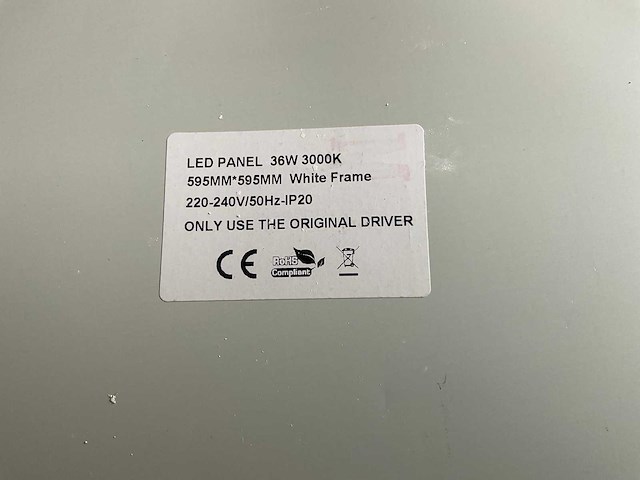 LED PANEL 36W 3000K
595MM*595MM White Frame
220-240V/50Hz-IP20
ONLY USE THE ORIGINAL DRIVER
CE RoHS
Compliant